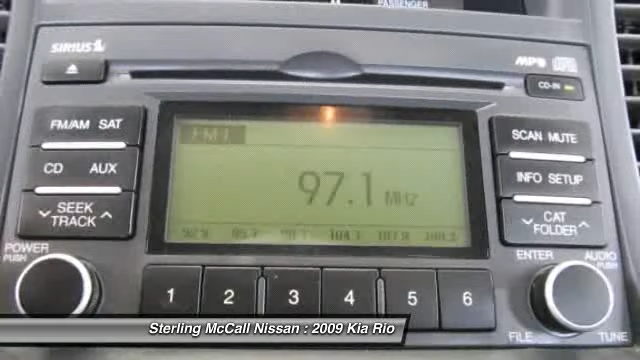 PASSENGER
SIRIUS
MP3
CD-IN
FM/AM SAT
SCAN MUTE
FM1
CD AUX
INFO SETUP
97.1 MHz
SEEK
TRACK
CAT
FOLDER
POWER
PUSH
ENTER
AUDIO
PUSH
1 2 3 4 5 6
FILE
TUNE
Sterling McCall Nissan : 2009 Kia Rio